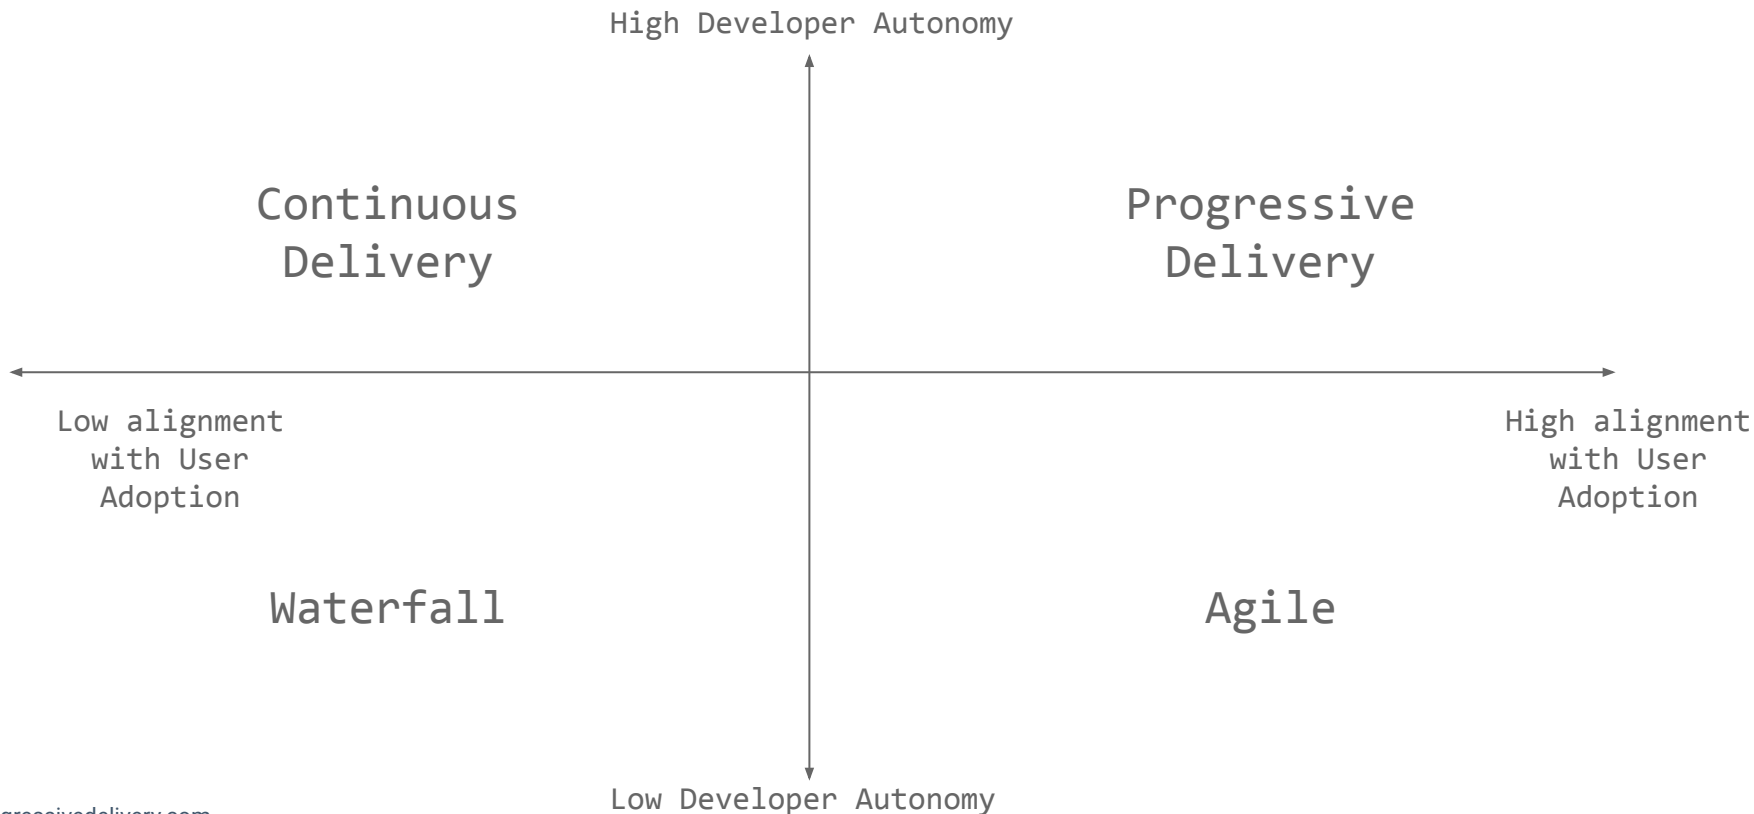 High Developer Autonomy
Continuous
Delivery
Progressive
Delivery
Low alignment
with User
Adoption
High alignment
with User
Adoption
Waterfall
Agile
Low Developer Autonomy